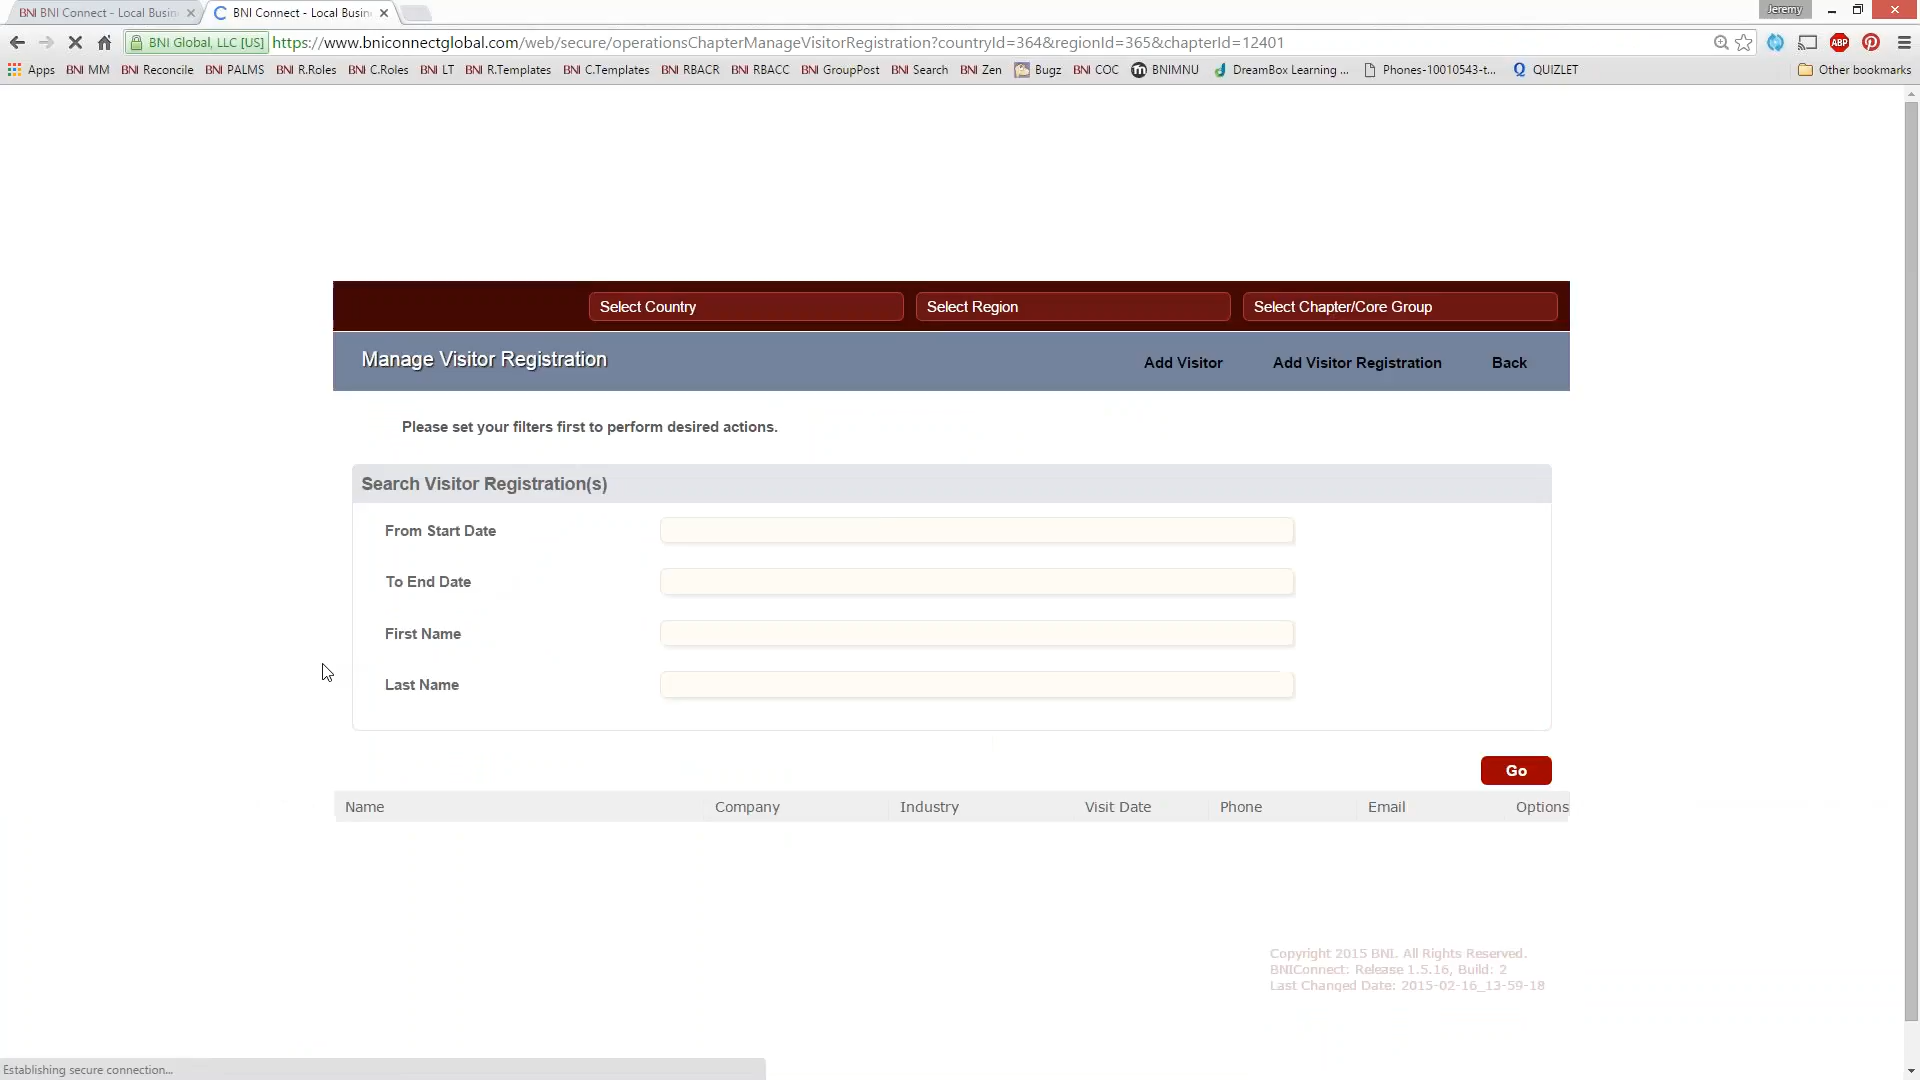 BNI BNI Connect - Local Busin
BNI Connect - Local Busin
Jeremy
BNI Global, LLC [US] https://www.bniconnectglobal.com/web/secure/operationsChapterManageVisitorRegistration?countryId=364&regionId=365&chapterId=12401
ABP
Apps BNI MM BNI Reconcile BNI PALMS BNI R.Roles BNI C.Roles BNI LT BNI R.Templates BNI C.Templates BNI RBACR BNI RBACC BNI GroupPost BNI Search BNI Zen Bugz BNI COC BNIMNU DreamBox Learning ... Phones-10010543-t... QUIZLET Other bookmarks
Select Country Select Region Select Chapter/Core Group
Manage Visitor Registration Add Visitor Add Visitor Registration Back
Please set your filters first to perform desired actions.
Search Visitor Registration(s)
From Start Date
To End Date
First Name
Last Name
Go
Name Company Industry Visit Date Phone Email Options
Copyright 2015 BNI. All Rights Reserved.
BNIConnect: Release 1.5.16, Build: 2
Last Changed Date: 2015-02-16_13-59-18
Establishing secure connection...